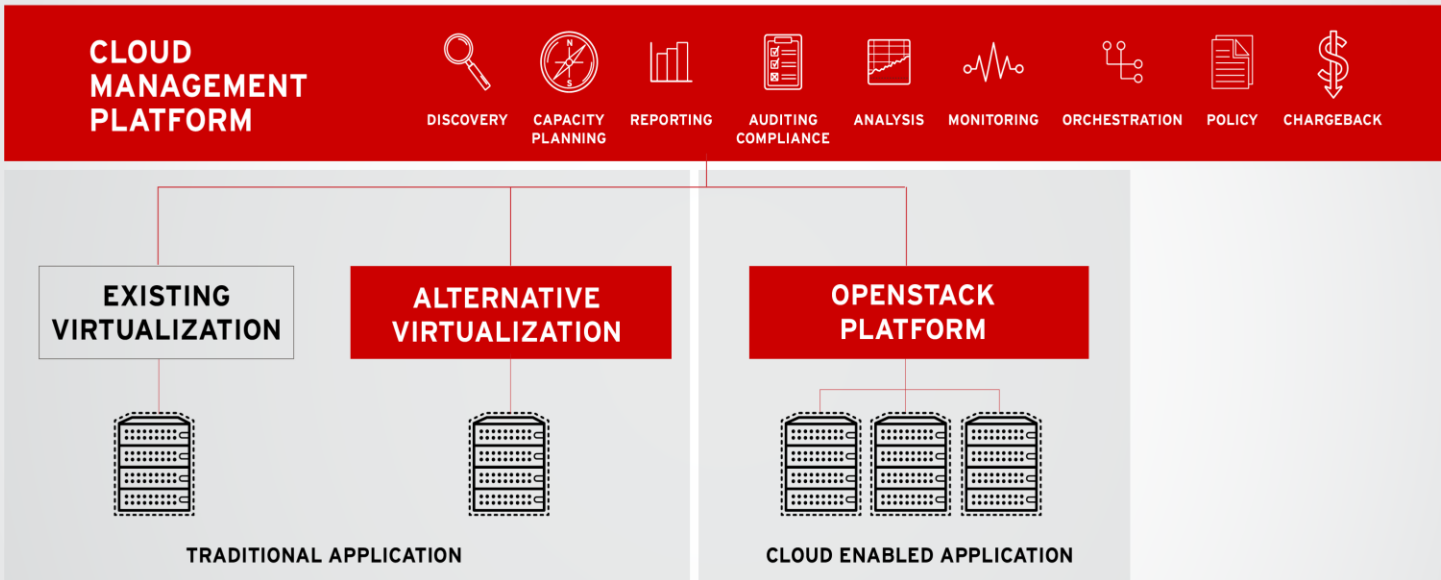 CLOUD
MANAGEMENT
PLATFORM
N
S
DISCOVERY
CAPACITY
PLANNING
REPORTING
AUDITING
COMPLIANCE
ANALYSIS
MONITORING
ORCHESTRATION
POLICY
CHARGEBACK
EXISTING
VIRTUALIZATION
ALTERNATIVE
VIRTUALIZATION
OPENSTACK
PLATFORM
TRADITIONAL APPLICATION
CLOUD ENABLED APPLICATION